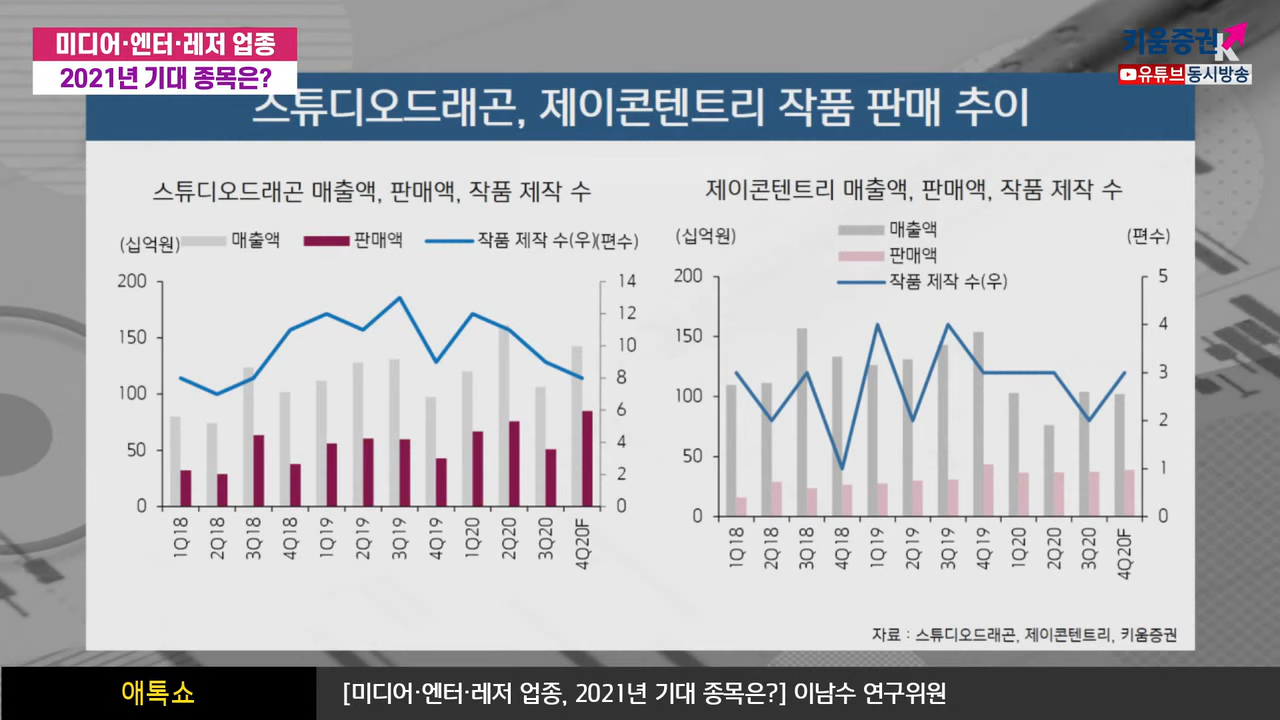 미디어·엔터·레저 업종
2021년 기대 종목은?
키움증권
유튜브동시방송
스튜디오드래곤, 제이콘텐트리 작품 판매 추이
스튜디오드래곤 매출액, 판매액, 작품 제작 수
(십억원) 매출액 판매액 작품 제작 수(우) (편수)
200 14
12
150
10
100 8
6
50 4
2
0 0
1Q18 2Q18 3Q18 4Q18 1Q19 2Q19 3Q19 4Q19 1Q20 2Q20 3Q20 4Q20F
제이콘텐트리 매출액, 판매액, 작품 제작 수
(십억원) 매출액 (편수)
판매액
작품 제작 수(우)
200 5
4
150
3
100
2
50
1
0 0
1Q18 2Q18 3Q18 4Q18 1Q19 2Q19 3Q19 4Q19 1Q20 2Q20 3Q20 4Q20F
자료 : 스튜디오드래곤, 제이콘텐트리, 키움증권
애톡쇼
[미디어·엔터·레저 업종, 2021년 기대 종목은?] 이남수 연구위원